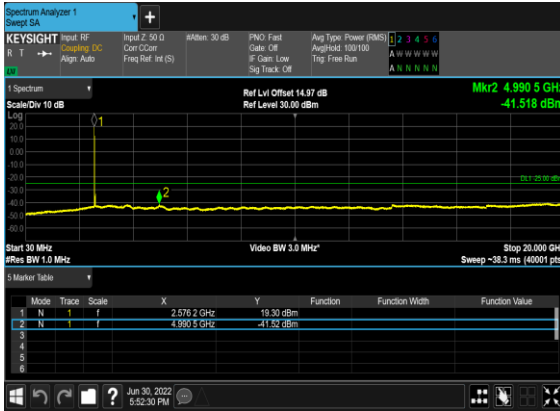 Spectrum Analyzer 1
Swept SA
+
KEYSIGHT Input: RF Input Z: 50 Ω #Atten: 30 dB PNO: Fast Avg Type: Power (RMS) 1 2 3 4 5 6
R T Coupling: DC Corr CCorr Gate: Off Avg|Hold: 100/100 A W W W W W
Align: Auto Freq Ref: Int (S) IF Gain: Low Trig: Free Run
Sig Track: Off A N N N N N
1 Spectrum
Ref Lvl Offset 14.97 dB Mkr2 4.990 5 GHz
Scale/Div 10 dB Ref Level 30.00 dBm -41.518 dBm
Log
20.0
10.0
0.00
-10.0
-20.0
-30.0
-40.0
-50.0
-60.0
1
2
DL1 -25.00 dBm
Start 30 MHz Video BW 3.0 MHz* Stop 20.000 GH
#Res BW 1.0 MHz Sweep ~38.3 ms (40001 pts
5 Marker Table
Mode Trace Scale X Y Function Function Width Function Value
1 N 1 f 2.576 2 GHz 19.30 dBm
2 N 1 f 4.990 5 GHz -41.52 dBm
3
4
5
6
? Jun 30, 2022
5:52:30 PM